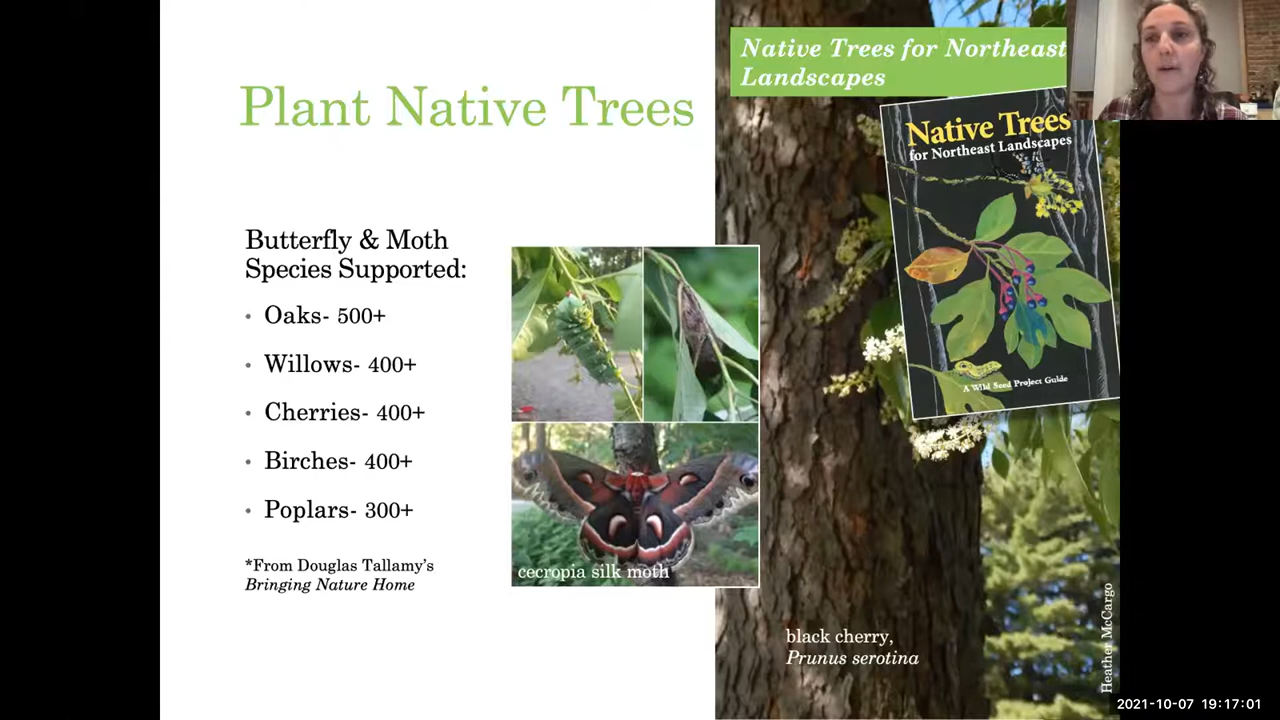 Plant Native Trees
Butterfly & Moth
Species Supported:
• Oaks- 500+
• Willows- 400+
• Cherries- 400+
• Birches- 400+
• Poplars- 300+
*From Douglas Tallamy's
Bringing Nature Home
cecropia silk moth
Native Trees for Northeast
Landscapes
Native Trees
for Northeast Landscapes
A Wild Seed Project Guide
black cherry,
Prunus serotina
Heather McCargo
2021-10-07 19:17:01